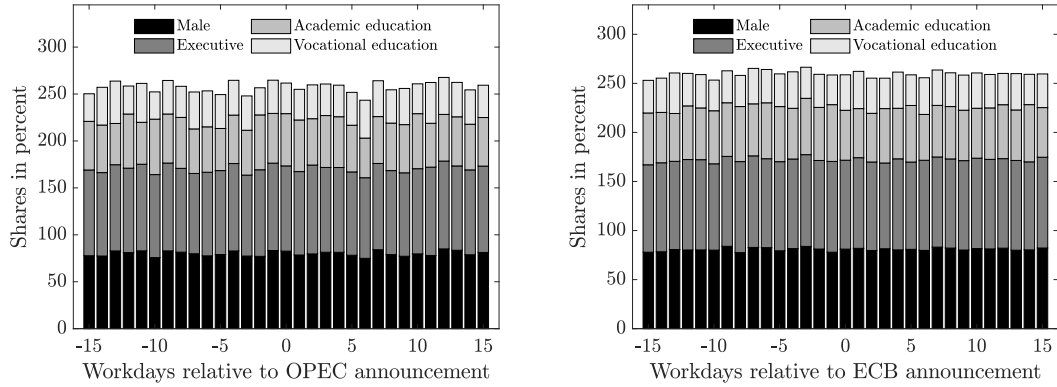 Male
Executive
Academic education
Vocational education
300
250
200
150
100
50
0
Shares in percent
-15 -10 -5 0 5 10 15
Workdays relative to OPEC announcement
Male
Executive
Academic education
Vocational education
300
250
200
150
100
50
0
Shares in percent
-15 -10 -5 0 5 10 15
Workdays relative to ECB announcement